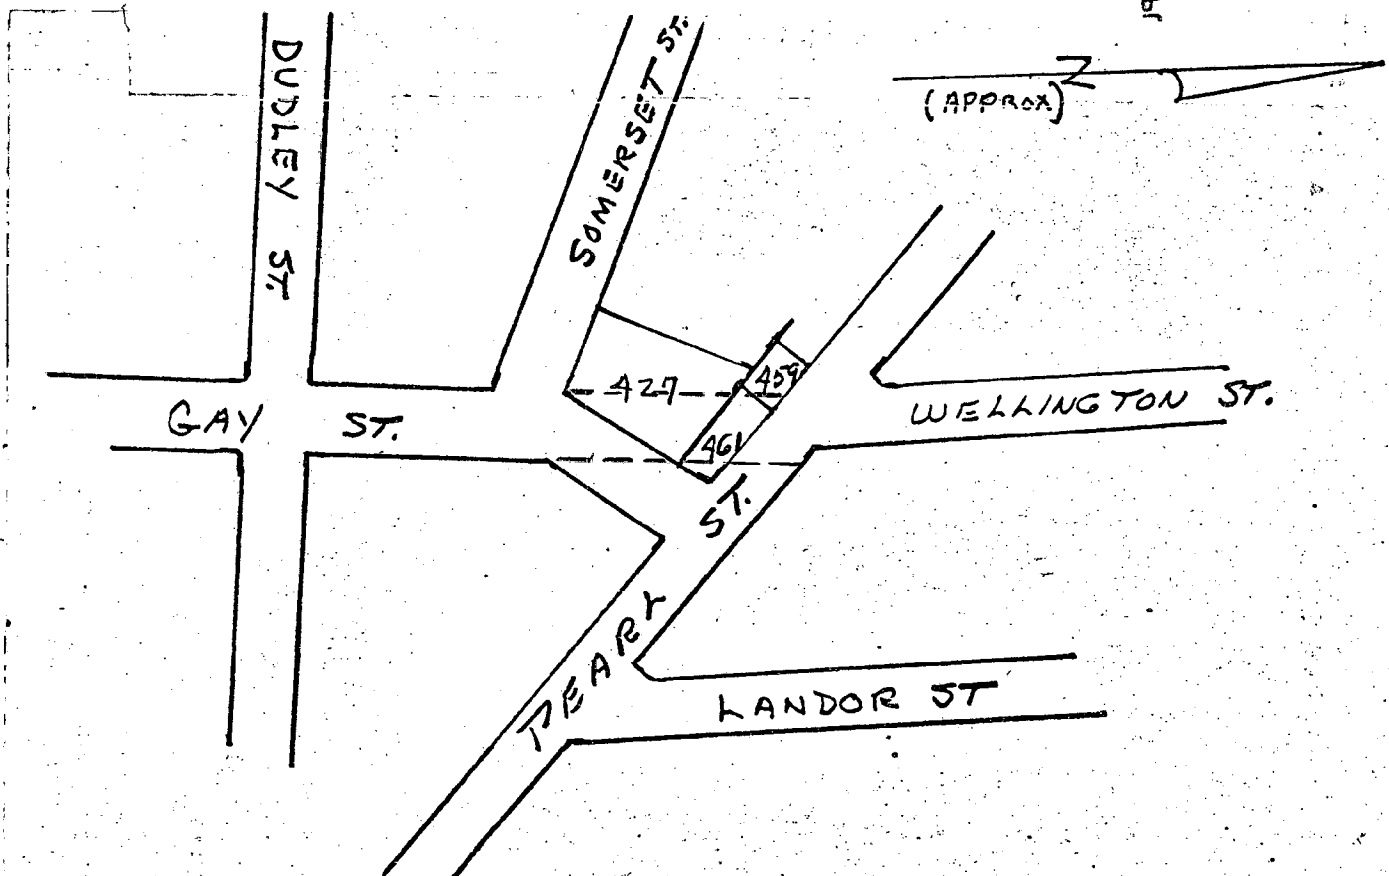 DUDLEY ST.
SOMERSET ST.
N
(APPROX)
427
459
GAY ST.
WELLINGTON ST.
461
PEARY ST.
LANDOR ST